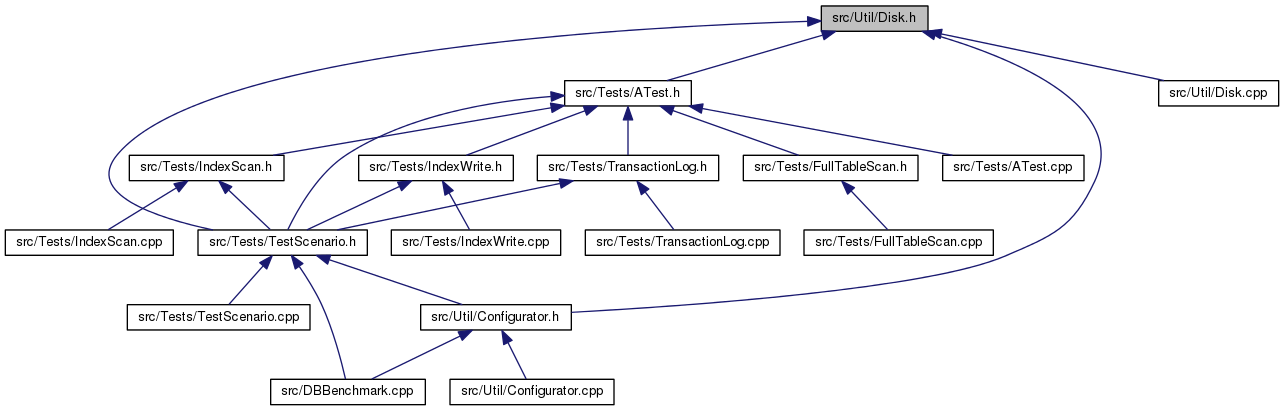 src/Util/Disk.h
src/Tests/ATest.h
src/Util/Disk.cpp
src/Tests/IndexScan.h
src/Tests/IndexWrite.h
src/Tests/TransactionLog.h
src/Tests/FullTableScan.h
src/Tests/ATest.cpp
src/Tests/IndexScan.cpp
src/Tests/TestScenario.h
src/Tests/IndexWrite.cpp
src/Tests/TransactionLog.cpp
src/Tests/FullTableScan.cpp
src/Tests/TestScenario.cpp
src/Util/Configurator.h
src/DBBenchmark.cpp
src/Util/Configurator.cpp